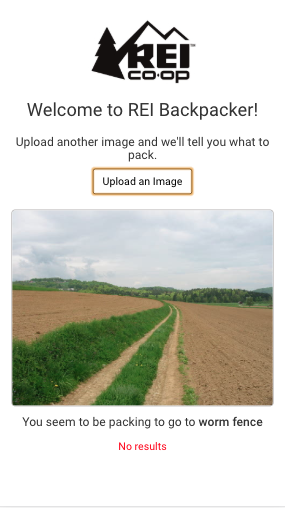 REI
co·op
Welcome to REI Backpacker!
Upload another image and we'll tell you what to
pack.
Upload an Image
You seem to be packing to go to worm fence
No results